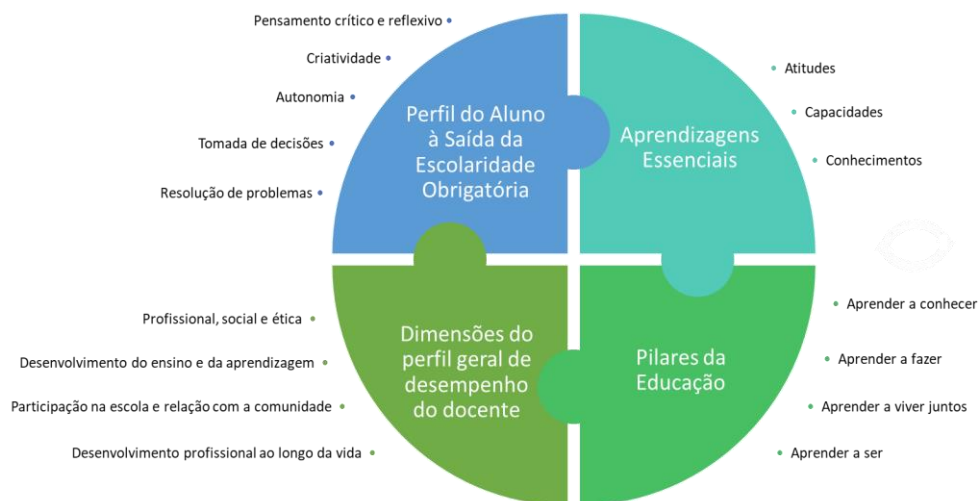 Pensamento crítico e reflexivo
Criatividade
Autonomia
Tomada de decisões
Resolução de problemas
Perfil do Aluno
à Saída da
Escolaridade
Obrigatória
Aprendizagens
Essenciais
Atitudes
Capacidades
Conhecimentos
Profissional, social e ética
Desenvolvimento do ensino e da aprendizagem
Participação na escola e relação com a comunidade
Desenvolvimento profissional ao longo da vida
Dimensões do
perfil geral de
desempenho
do docente
Pilares da
Educação
Aprender a conhecer
Aprender a fazer
Aprender a viver juntos
Aprender a ser